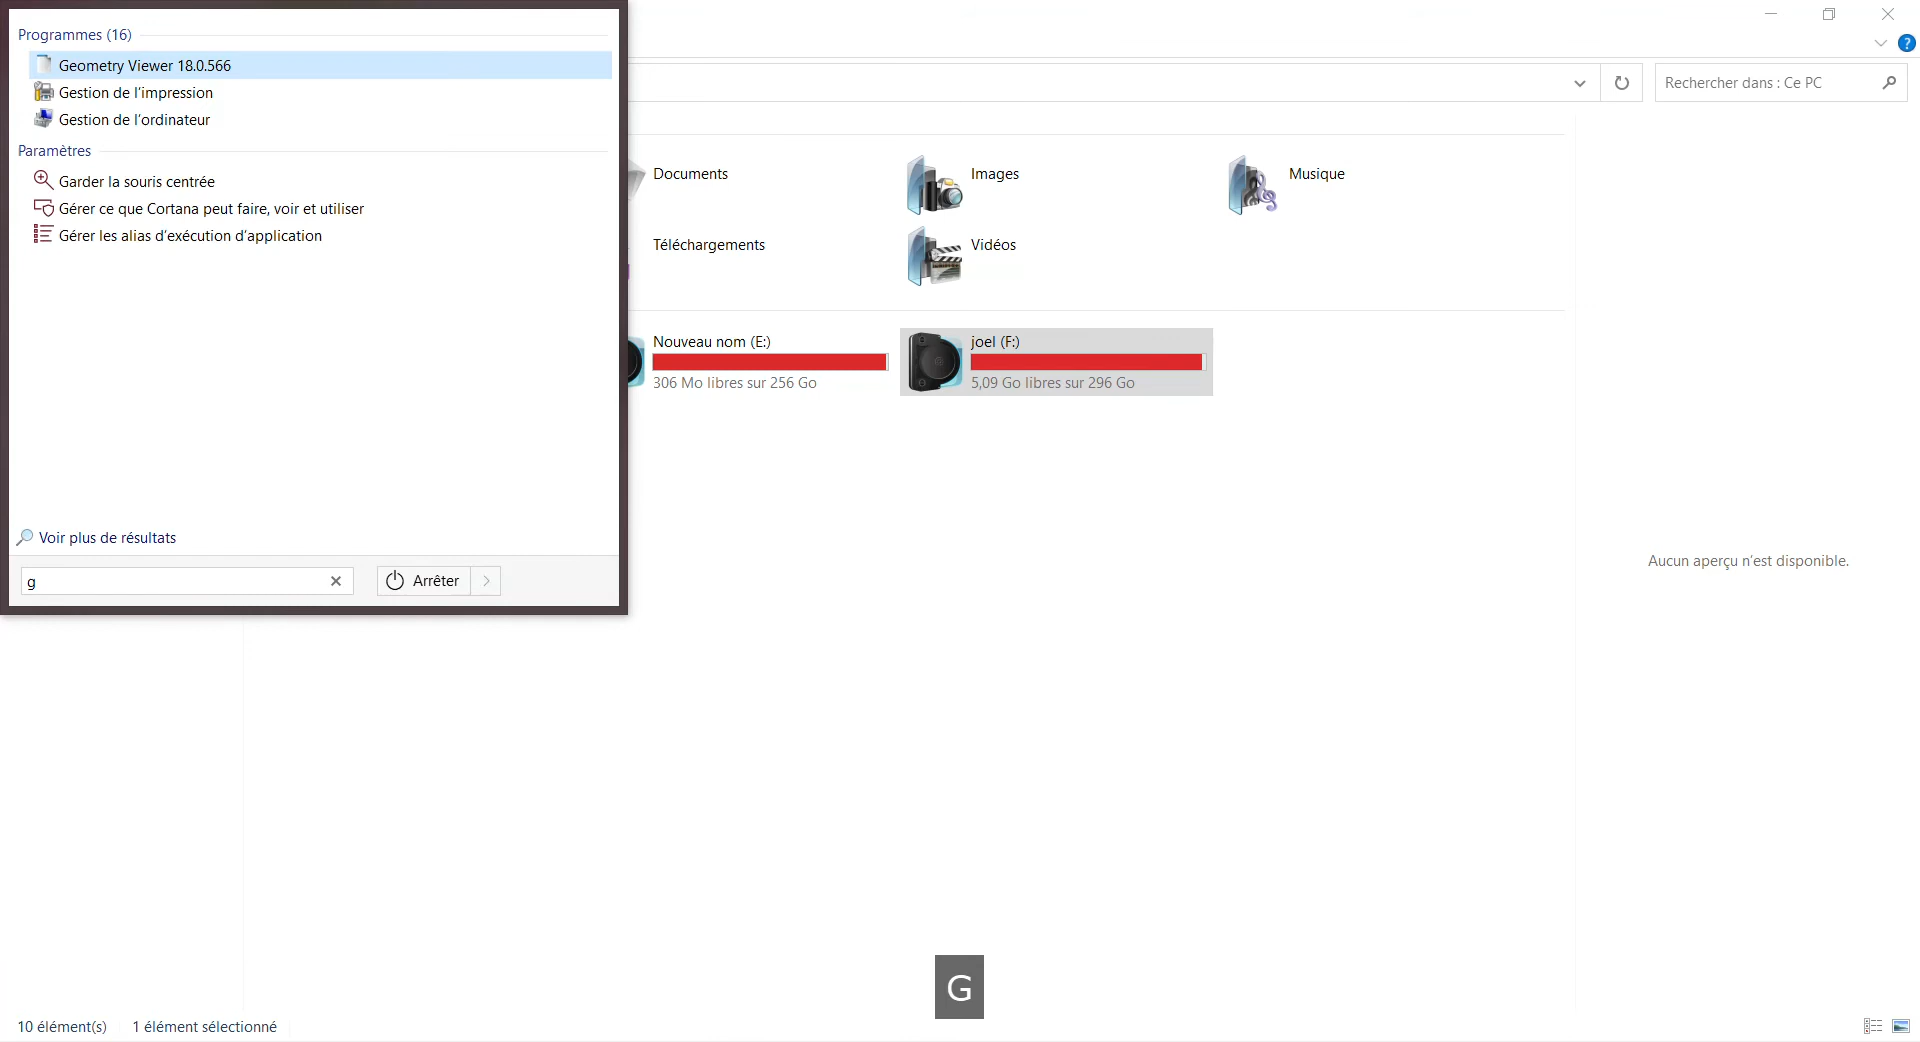 Programmes (16)
Geometry Viewer 18.0.566
Gestion de l'impression
Gestion de l'ordinateur
Paramètres
Garder la souris centrée
Gérer ce que Cortana peut faire, voir et utiliser
Gérer les alias d'exécution d'application
Voir plus de résultats
g
Arrêter
?
Rechercher dans : Ce PC
Documents
Images
Musique
Téléchargements
Vidéos
Nouveau nom (E:)
306 Mo libres sur 256 Go
joel (F:)
5,09 Go libres sur 296 Go
Aucun aperçu n'est disponible.
G
10 élément(s)
1 élément sélectionné